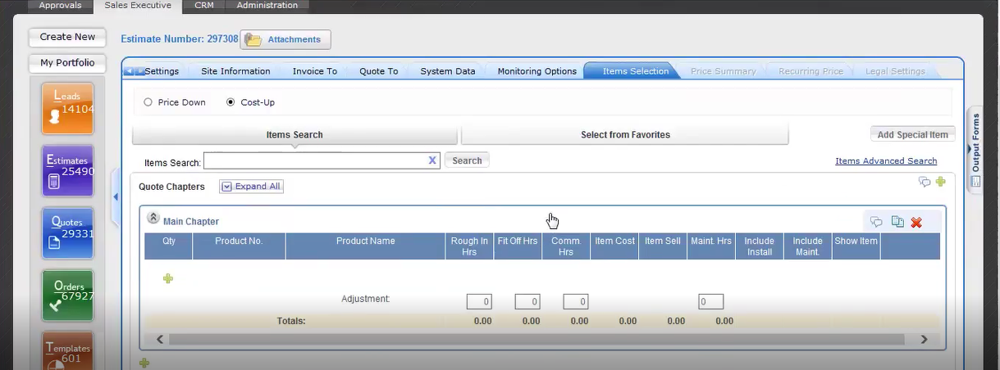 Approvals Sales Executive CRM Administration
Create New
Estimate Number: 297308 Attachments
My Portfolio
Settings Site Information Invoice To Quote To System Data Monitoring Options Items Selection Price Summary Recurring Price Legal Settings
Leads
14104
Price Down Cost-Up
Items Search Select from Favorites Add Special Item
Output Forms
Estimates
25490
Items Search: X Search Items Advanced Search
Quote Chapters Expand All
Quotes
29331
Main Chapter
Qty Product No. Product Name Rough In Hrs Fit Off Hrs Comm. Hrs Item Cost Item Sell Maint. Hrs Include Install Include Maint. Show Item
Orders
67927
Adjustment: 0 0 0 0
Totals: 0.00 0.00 0.00 0.00 0.00 0.00
Templates
601